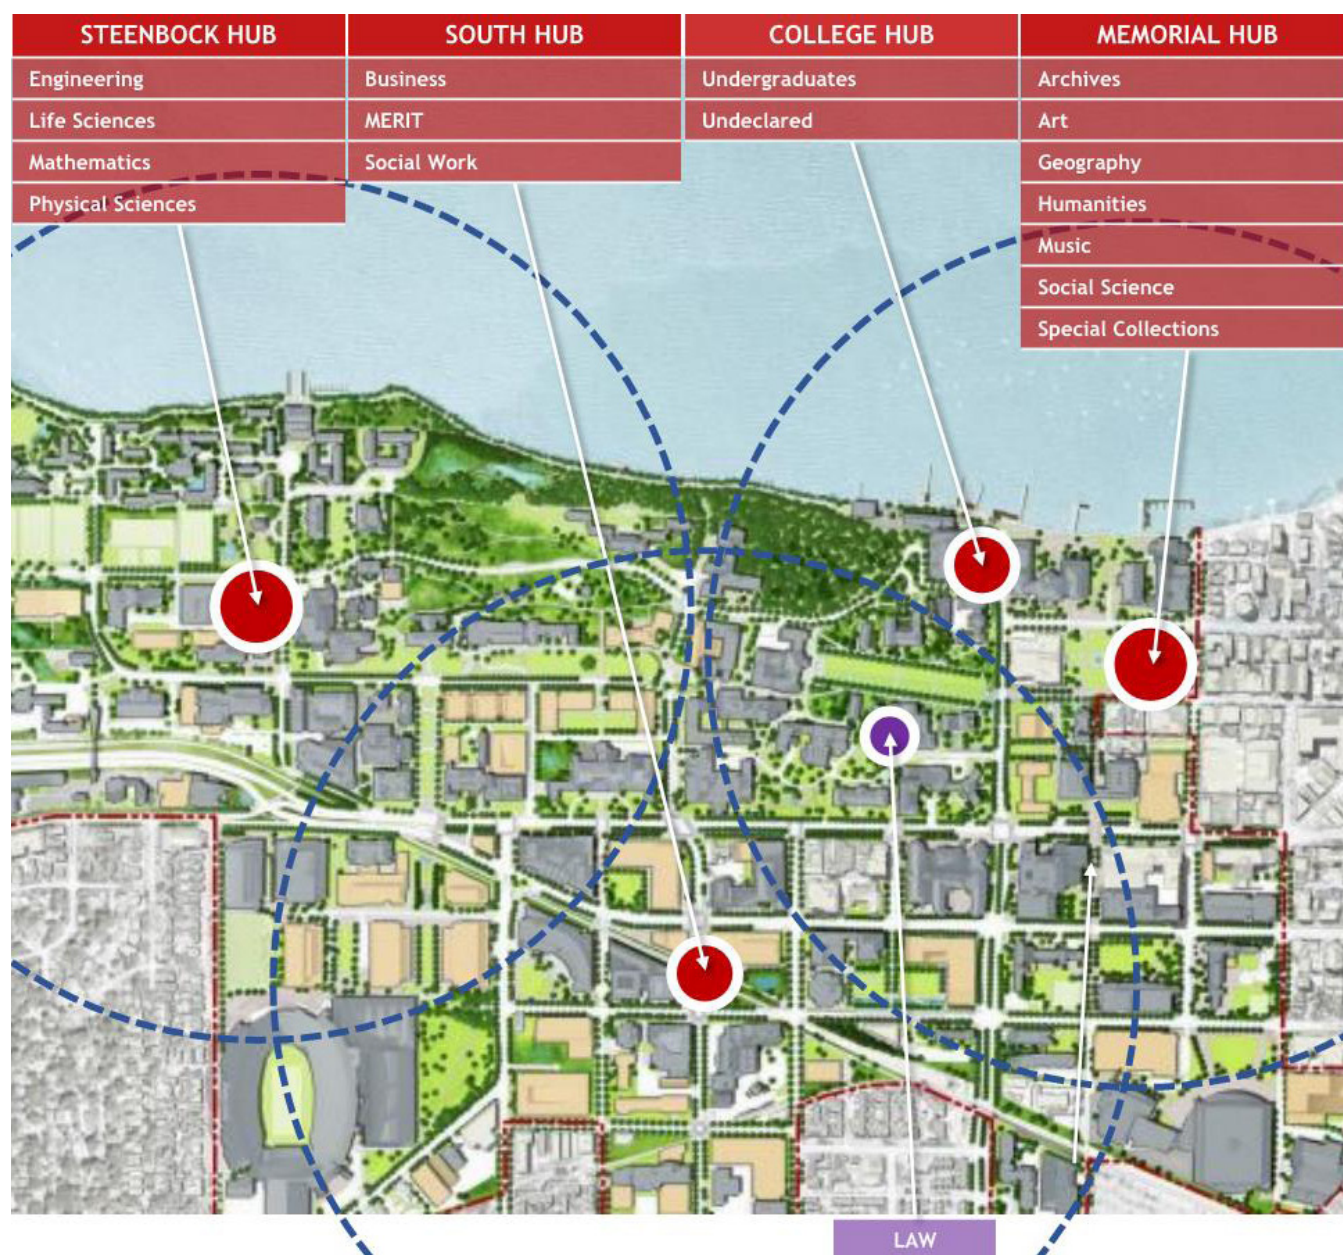 STEENBOCK HUB
Engineering
Life Sciences
Mathematics
Physical Sciences
SOUTH HUB
Business
MERIT
Social Work
COLLEGE HUB
Undergraduates
Undeclared
MEMORIAL HUB
Archives
Art
Geography
Humanities
Music
Social Science
Special Collections
LAW